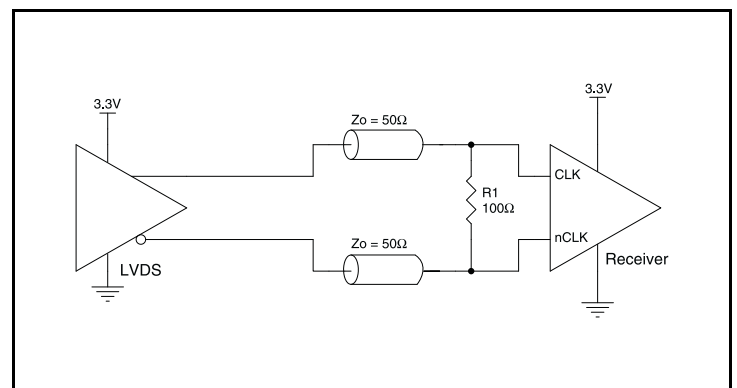 3.3V
3.3V
Zo = 50Ω
CLK
R1
100Ω
nCLK
Zo = 50Ω
LVDS
Receiver